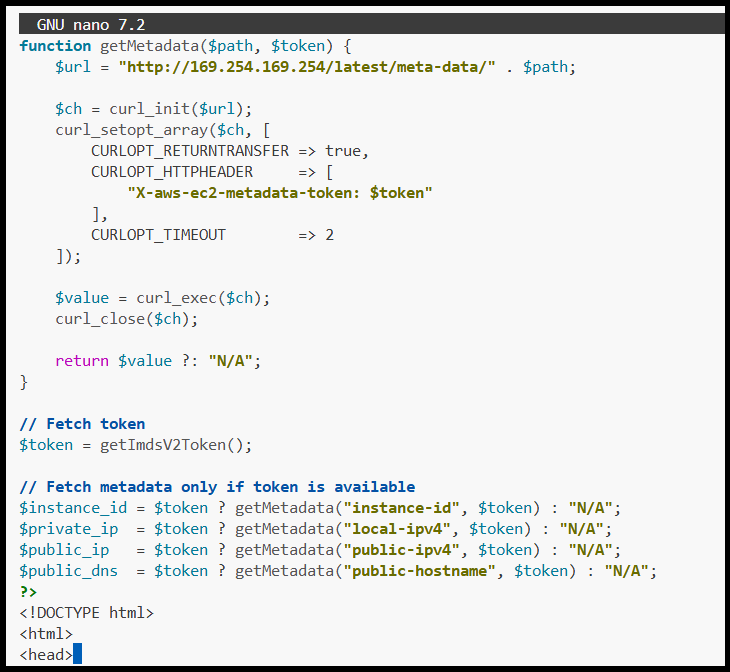 GNU nano 7.2
function getMetadata($path, $token) {
    $url = "http://169.254.169.254/latest/meta-data/" . $path;

    $ch = curl_init($url);
    curl_setopt_array($ch, [
        CURLOPT_RETURNTRANSFER => true,
        CURLOPT_HTTPHEADER     => [
            "X-aws-ec2-metadata-token: $token"
        ],
        CURLOPT_TIMEOUT        => 2
    ]);

    $value = curl_exec($ch);
    curl_close($ch);

    return $value ?: "N/A";
}

// Fetch token
$token = getImdsV2Token();

// Fetch metadata only if token is available
$instance_id = $token ? getMetadata("instance-id", $token) : "N/A";
$private_ip  = $token ? getMetadata("local-ipv4", $token) : "N/A";
$public_ip   = $token ? getMetadata("public-ipv4", $token) : "N/A";
$public_dns  = $token ? getMetadata("public-hostname", $token) : "N/A";
?>
<!DOCTYPE html>
<html>
<head>